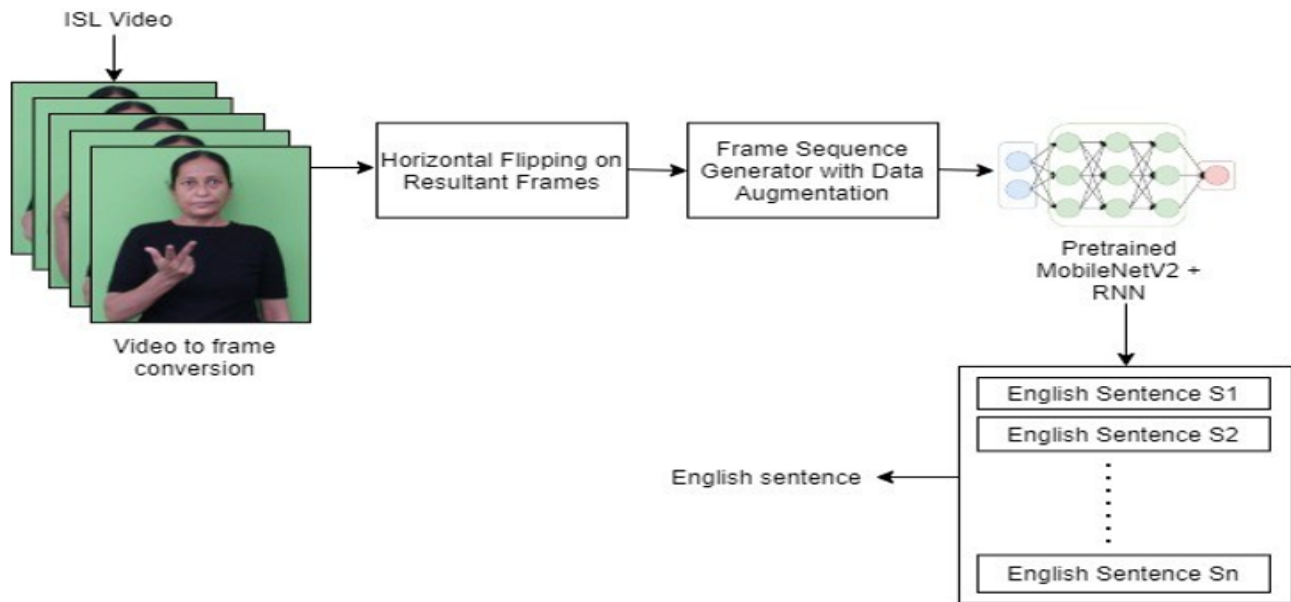 ISL Video
Video to frame
conversion
Horizontal Flipping on
Resultant Frames
Frame Sequence
Generator with Data
Augmentation
Pretrained
MobileNetV2 +
RNN
English Sentence S1
English Sentence S2
English Sentence Sn
English sentence